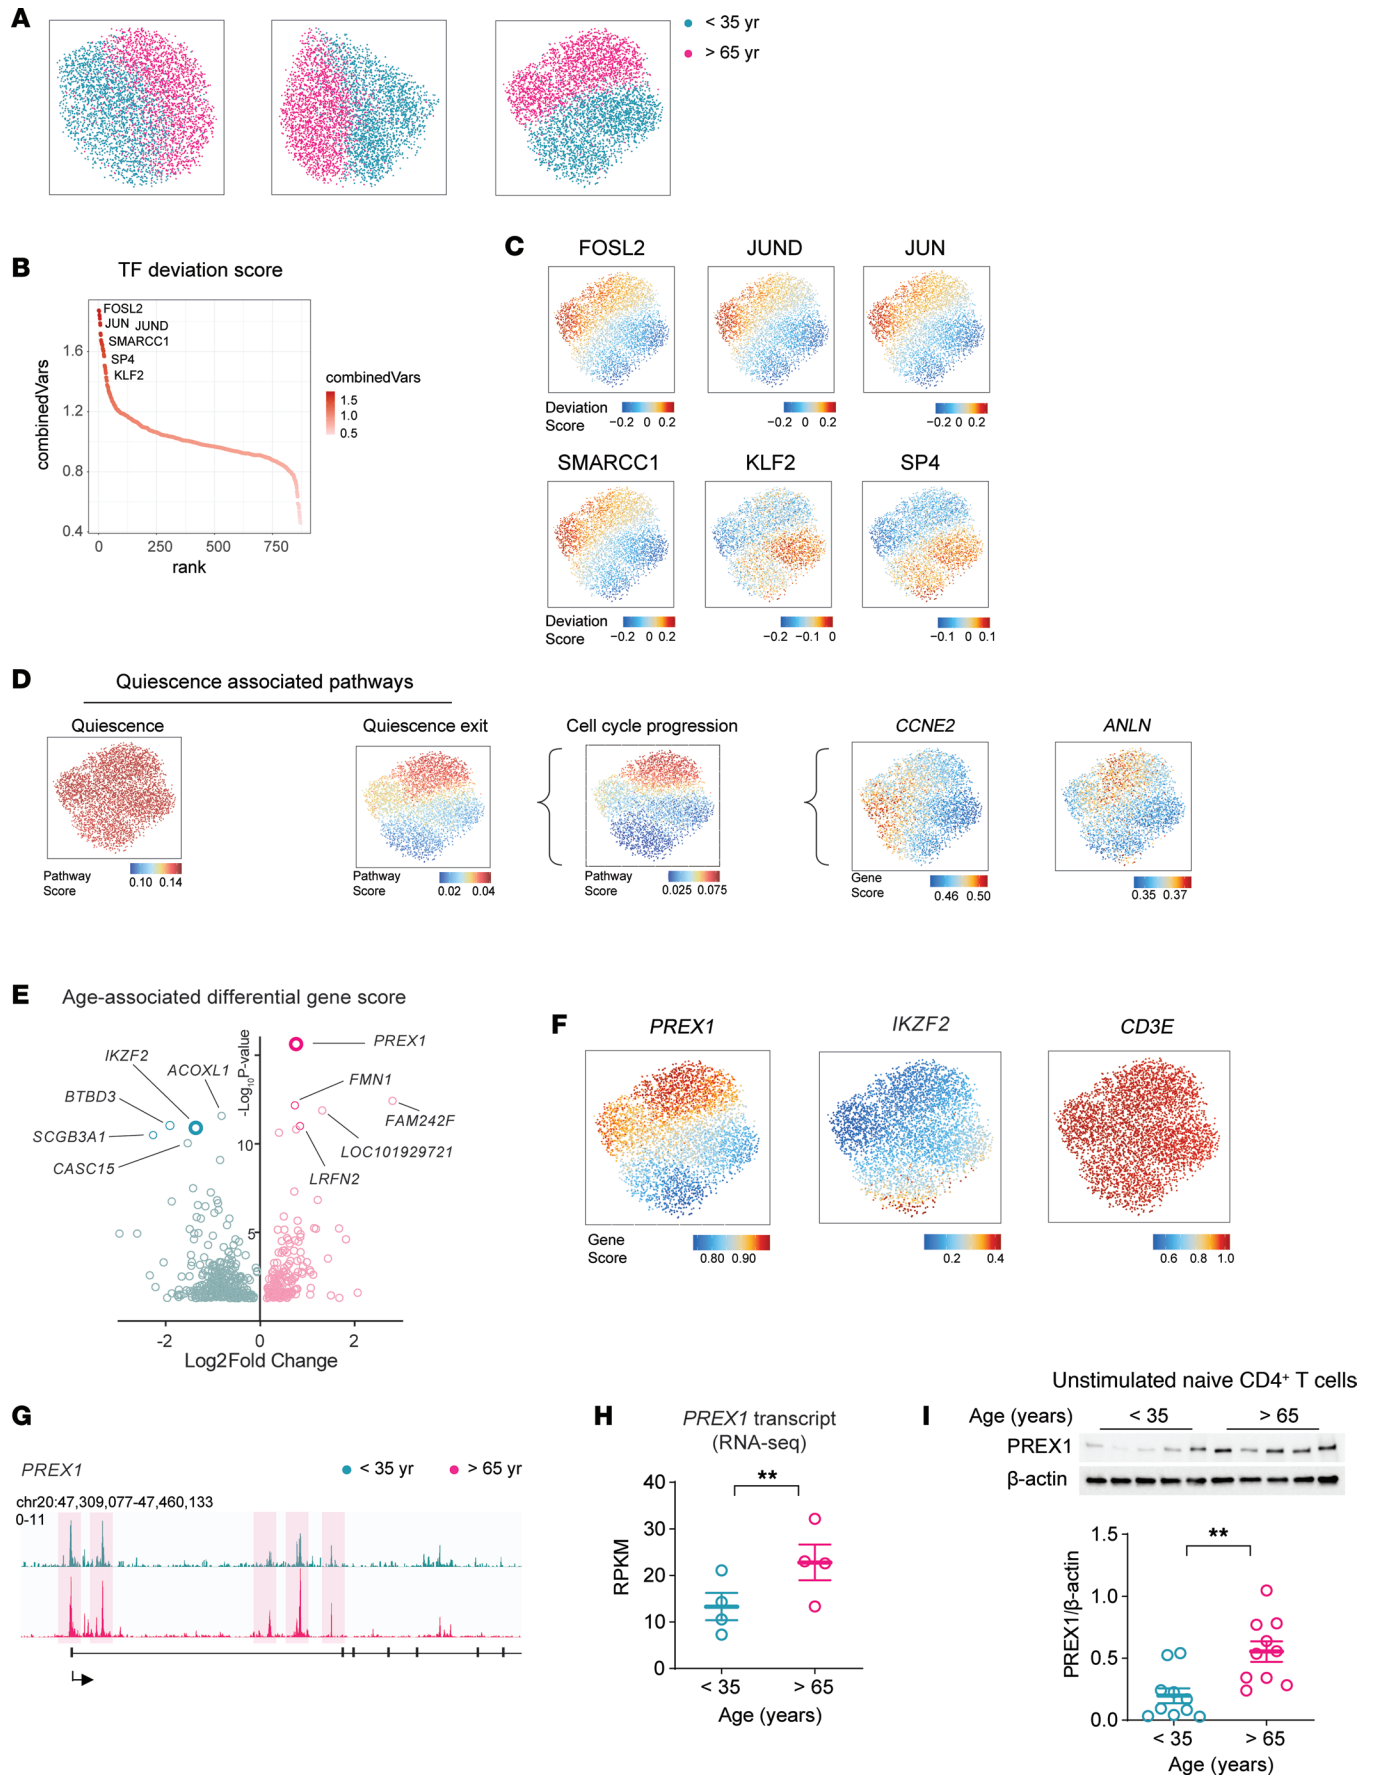 A
< 35 yr
> 65 yr
B
TF deviation score
FOSL2
JUN JUND
SMARCC1
SP4
KLF2
combinedVars
1.6
1.2
0.8
0.4
0 250 500 750
rank
combinedVars
1.5
1.0
0.5
C
FOSL2 JUND JUN
Deviation
Score
−0.2 0 0.2
−0.2 0 0.2
−0.2 0 0.2
SMARCC1 KLF2 SP4
Deviation
Score
−0.2 0 0.2
−0.2 −0.1 0
−0.1 0 0.1
D
Quiescence associated pathways
Quiescence Quiescence exit Cell cycle progression CCNE2 ANLN
Pathway
Score
0.10 0.14
Pathway
Score
0.02 0.04
Pathway
Score
0.025 0.075
Gene
Score
0.46 0.50
0.35 0.37
E
Age-associated differential gene score
-Log10P-value
PREX1
IKZF2
ACOXL1
FMN1
BTBD3
FAM242F
SCGB3A1
LOC101929721
CASC15
LRFN2
10
5
-2 0 2
Log2Fold Change
F
PREX1 IKZF2 CD3E
Gene
Score
0.80 0.90
0.2 0.4
0.6 0.8 1.0
G
PREX1
< 35 yr > 65 yr
chr20:47,309,077-47,460,133
0-11
H
PREX1 transcript
(RNA-seq)
**
RPKM
40
30
20
10
0
< 35 > 65
Age (years)
Unstimulated naive CD4+ T cells
I
Age (years) < 35 > 65
PREX1
β-actin
**
PREX1/β-actin
1.5
1.0
0.5
0.0
< 35 > 65
Age (years)